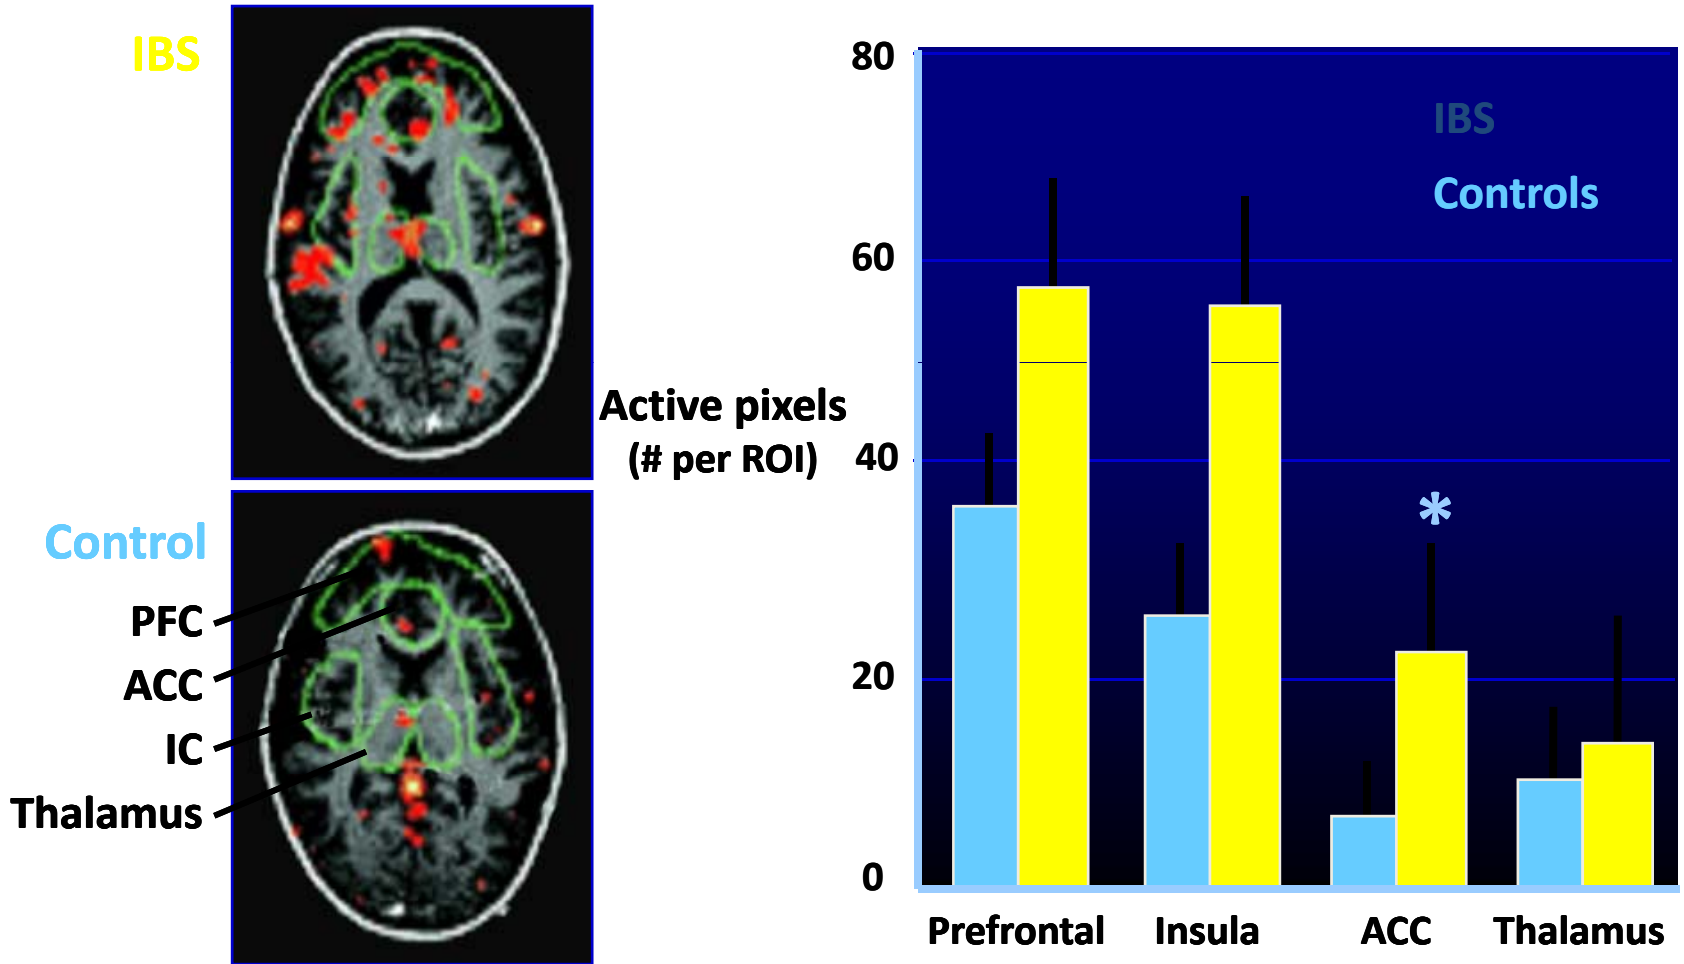 IBS
Control
PFC
ACC
IC
Thalamus
Active pixels
(# per ROI)
80
60
40
20
0
IBS
Controls
*
Prefrontal
Insula
ACC
Thalamus